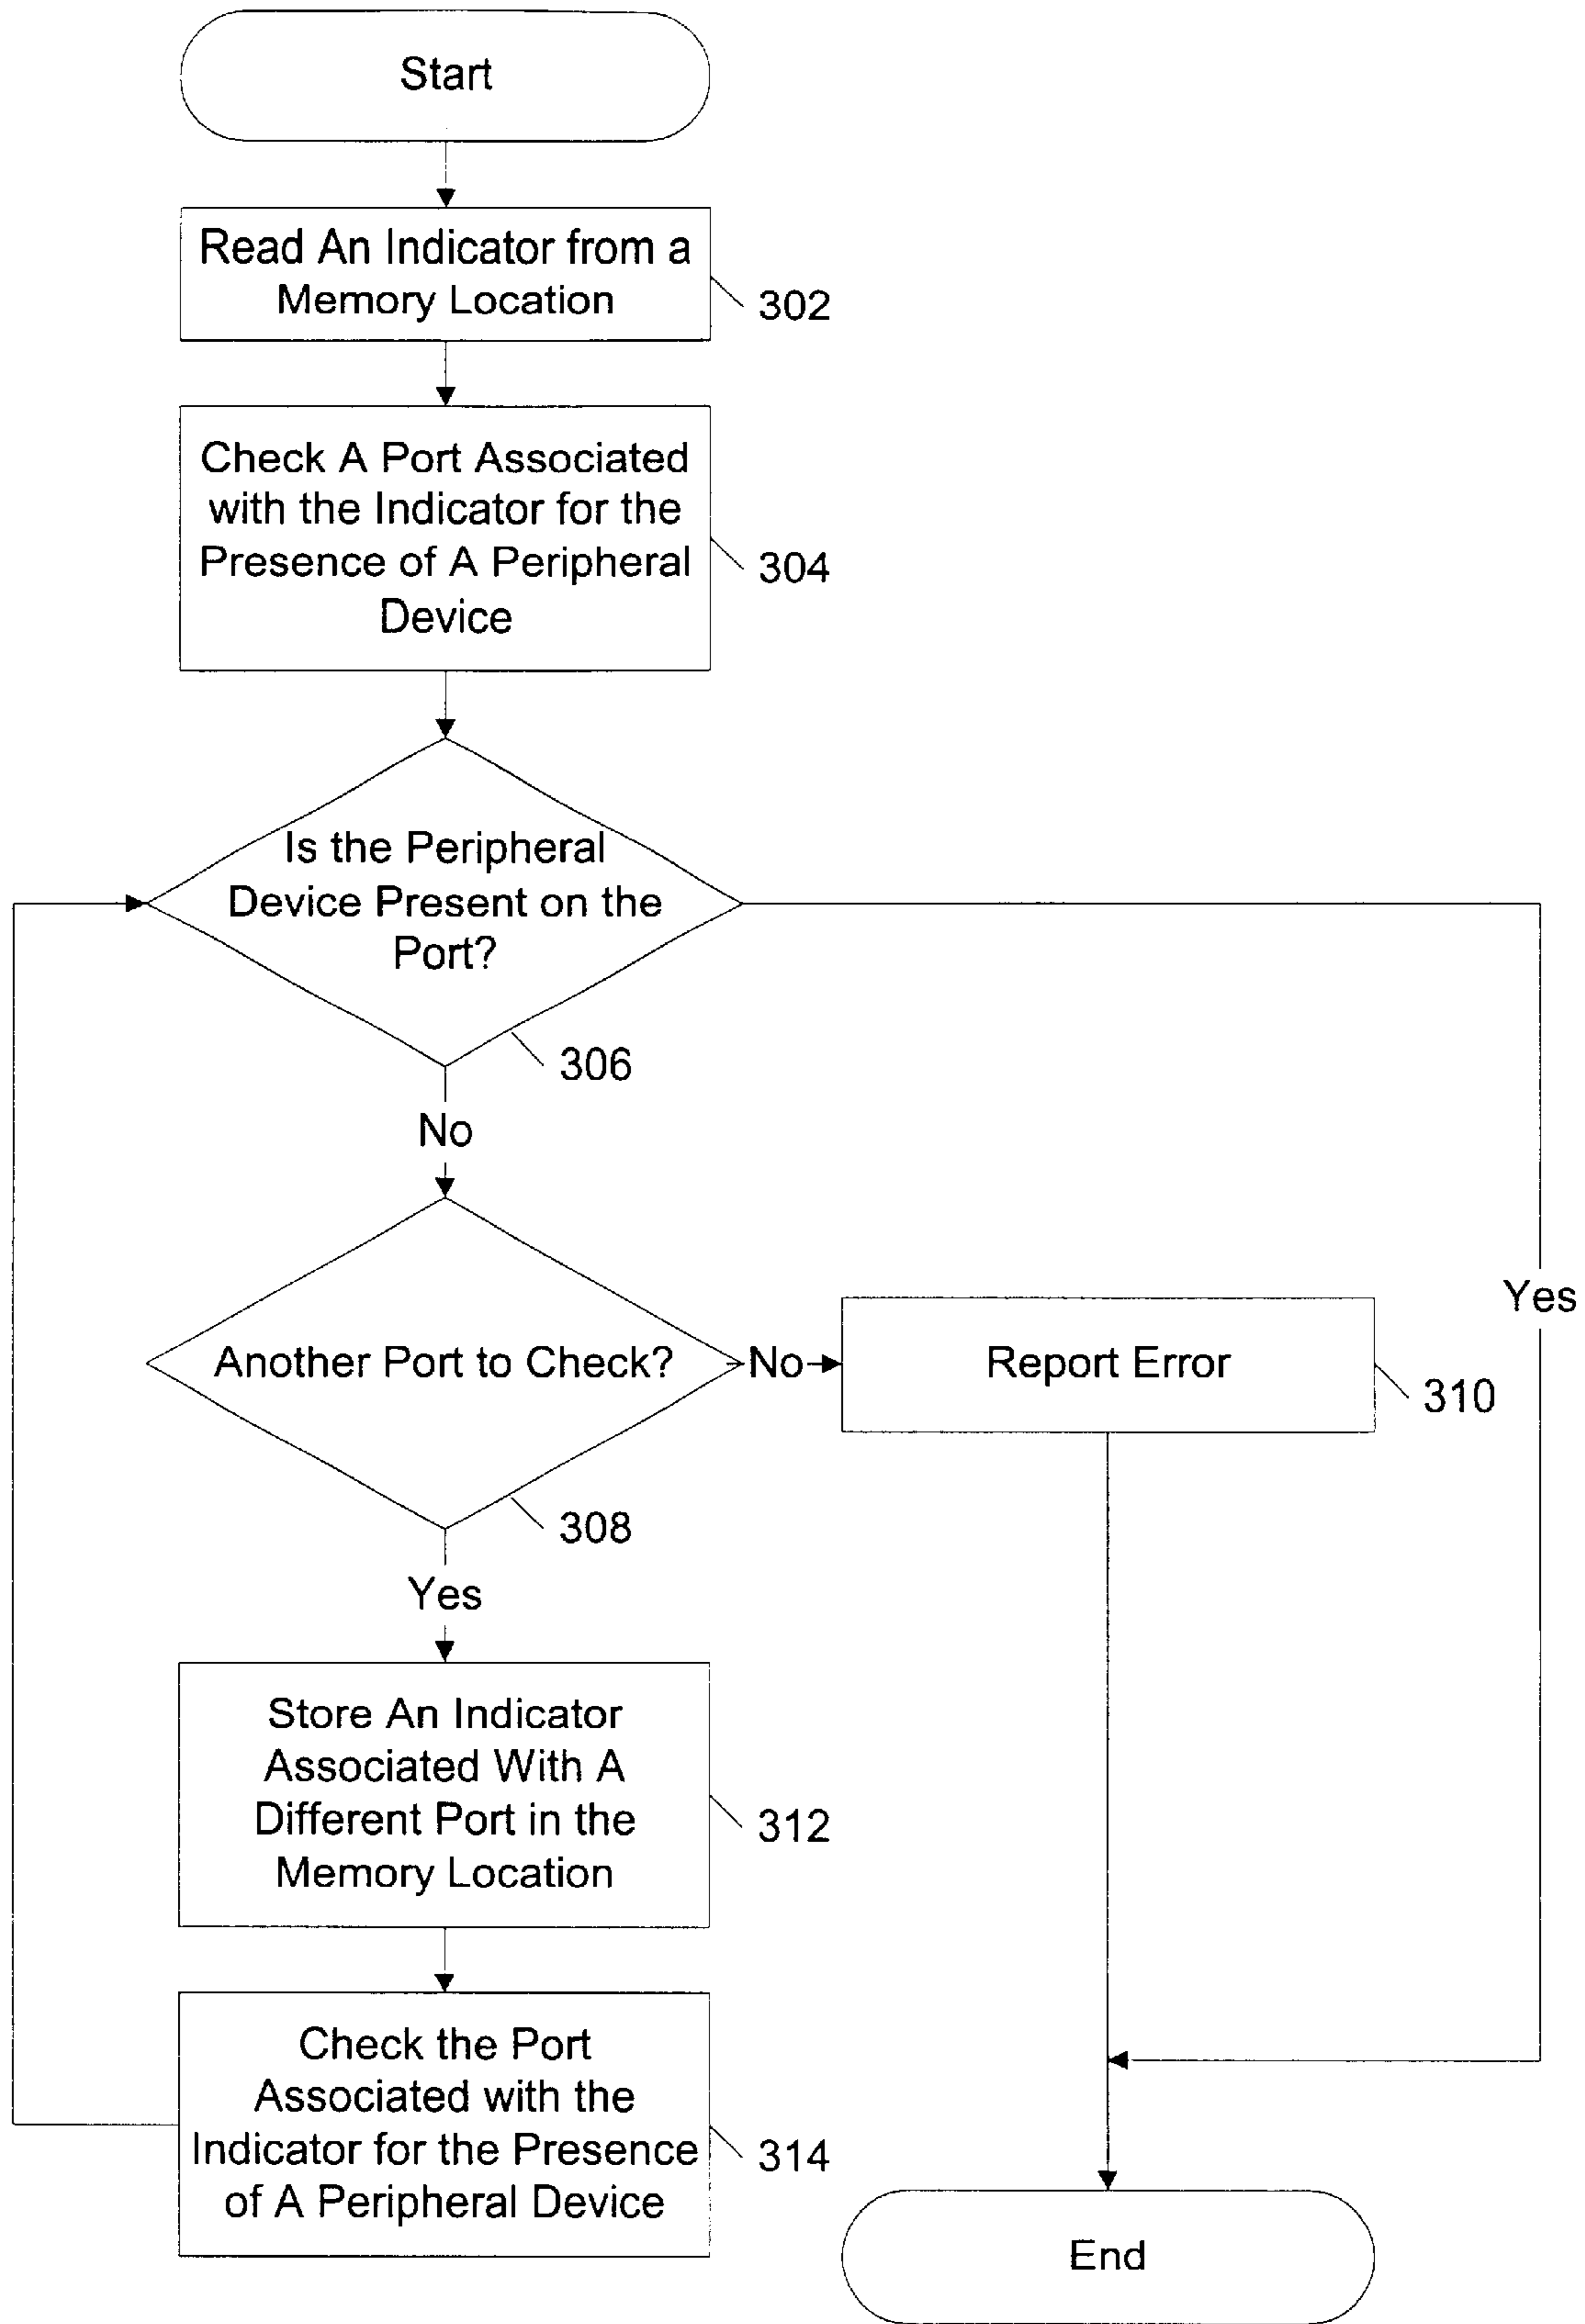 Start
Read An Indicator from a
Memory Location
302
Check A Port Associated
with the Indicator for the
Presence of A Peripheral
Device
304
Is the Peripheral
Device Present on the
Port?
306
No
Yes
Another Port to Check?
No
Report Error
310
308
Yes
Store An Indicator
Associated With A
Different Port in the
Memory Location
312
Check the Port
Associated with the
Indicator for the Presence
of A Peripheral Device
314
End